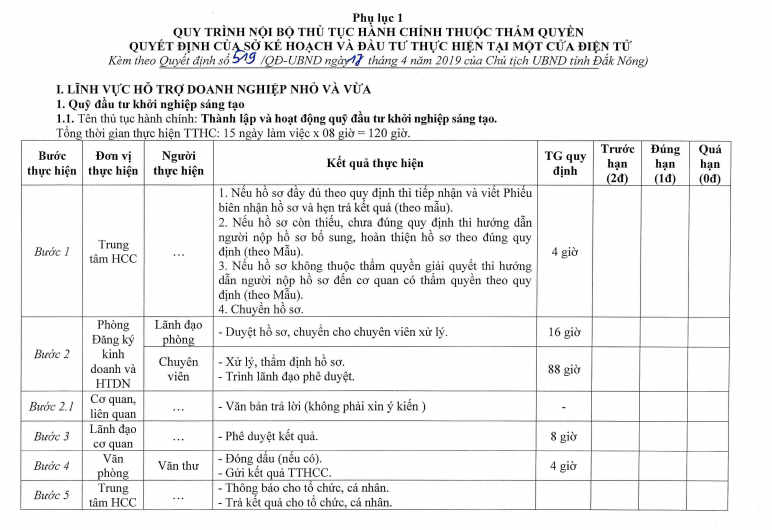 Phụ lục 1
QUY TRÌNH NỘI BỘ THỦ TỤC HÀNH CHÍNH THUỘC THẨM QUYỀN
QUYẾT ĐỊNH CỦA SỞ KẾ HOẠCH VÀ ĐẦU TƯ THỰC HIỆN TẠI MỘT CỬA ĐIỆN TỬ
Kèm theo Quyết định số 519 /QĐ-UBND ngày 18 tháng 4 năm 2019 của Chủ tịch UBND tỉnh Đắk Nông)
I. LĨNH VỰC HỖ TRỢ DOANH NGHIỆP NHỎ VÀ VỪA
1. Quỹ đầu tư khởi nghiệp sáng tạo
1.1. Tên thủ tục hành chính: Thành lập và hoạt động quỹ đầu tư khởi nghiệp sáng tạo.
Tổng thời gian thực hiện TTHC: 15 ngày làm việc x 08 giờ = 120 giờ.
Bước thực hiện | Đơn vị thực hiện | Người thực hiện | Kết quả thực hiện | TG quy định | Trước hạn (2đ) | Đúng hạn (1đ) | Quá hạn (0đ)
Bước 1 | Trung tâm HCC | … | 1. Nếu hồ sơ đầy đủ theo quy định thì tiếp nhận và viết Phiếu
biên nhận hồ sơ và hẹn trả kết quả (theo mẫu).
2. Nếu hồ sơ còn thiếu, chưa đúng quy định thì hướng dẫn
người nộp hồ sơ bổ sung, hoàn thiện hồ sơ theo đúng quy
định (theo Mẫu).
3. Nếu hồ sơ không thuộc thẩm quyền giải quyết thì hướng
dẫn người nộp hồ sơ đến cơ quan có thẩm quyền theo quy
định (theo Mẫu).
4. Chuyển hồ sơ. | 4 giờ
Bước 2 | Phòng Đăng ký kinh doanh và HTDN | Lãnh đạo phòng | - Duyệt hồ sơ, chuyển cho chuyên viên xử lý. | 16 giờ
Chuyên viên | - Xử lý, thẩm định hồ sơ.
- Trình lãnh đạo phê duyệt. | 88 giờ
Bước 2.1 | Cơ quan, liên quan | … | - Văn bản trả lời (không phải xin ý kiến ) | -
Bước 3 | Lãnh đạo cơ quan | … | - Phê duyệt kết quả. | 8 giờ
Bước 4 | Văn phòng | Văn thư | - Đóng dấu (nếu có).
- Gửi kết quả TTHCC. | 4 giờ
Bước 5 | Trung tâm HCC | … | - Thông báo cho tổ chức, cá nhân.
- Trả kết quả cho tổ chức, cá nhân.